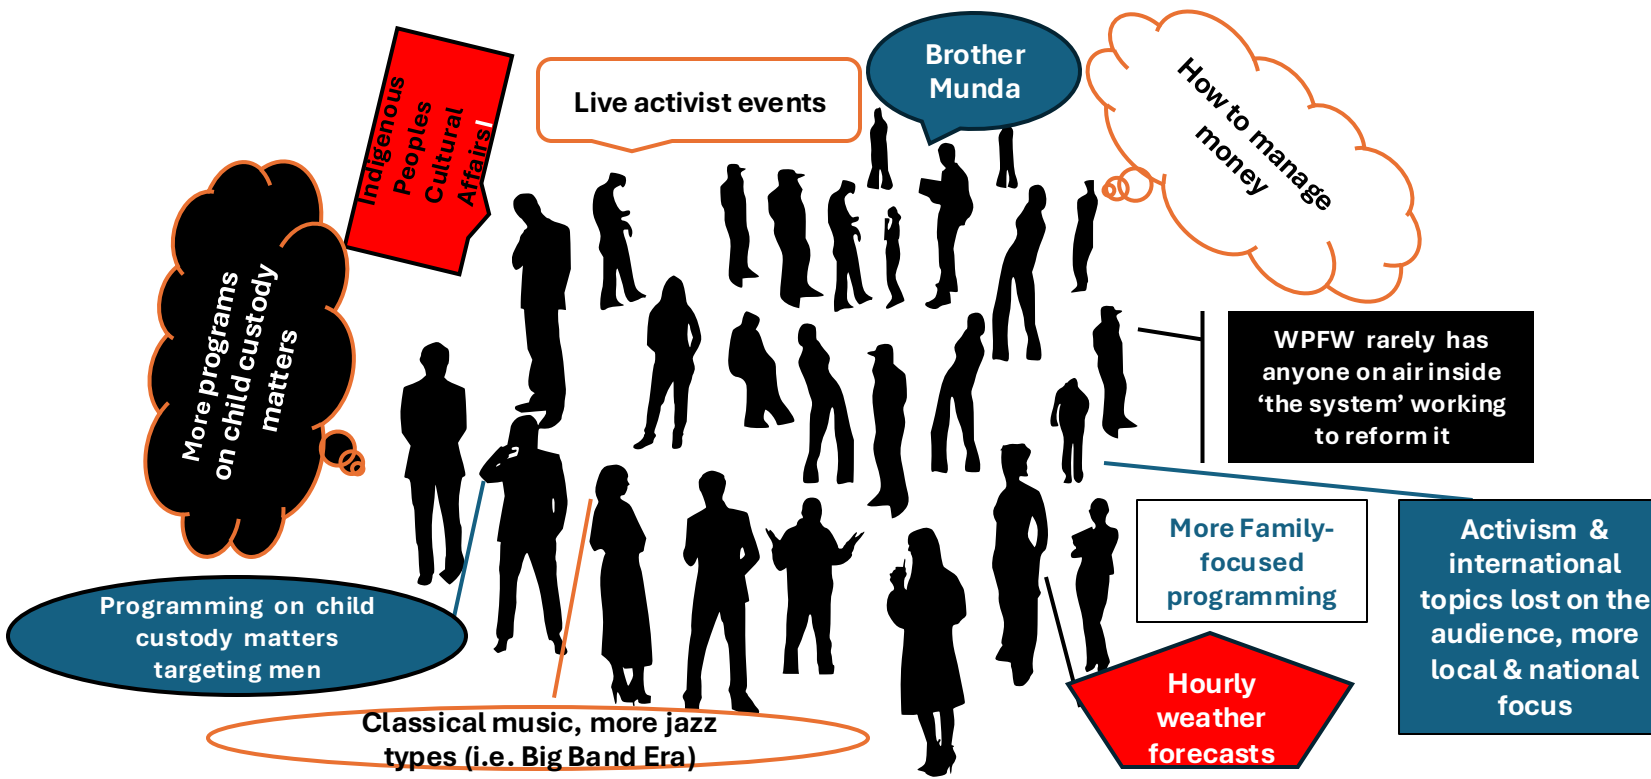 Indigenous
Peoples
Cultural
Affairs
Live activist events
Brother
Munda
How to manage
money
More programs
on child custody
matters
WPFW rarely has
anyone on air inside
‘the system’ working
to reform it
More Family-
focused
programming
Activism &
international
topics lost on the
audience, more
local & national
focus
Programming on child
custody matters
targeting men
Classical music, more jazz
types (i.e. Big Band Era)
Hourly
weather
forecasts